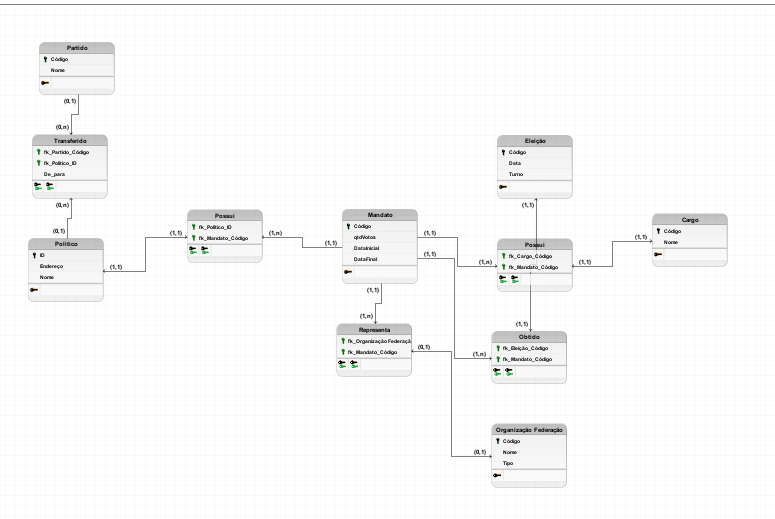 Partido
Código
Nome
(0,1)
(0,n)
Transferido
fk_Partido_Código
fk_Politico_ID
De_para
(0,n)
(0,1)
Politico
ID
Endereço
Nome
(1,1)
(1,1)
Possui
fk_Politico_ID
fk_Mandato_Código
(1,n)
(1,1)
Mandato
Código
qtdVotos
DataInicial
DataFinal
(1,1)
(1,1)
(1,1)
(1,n)
Representa
fk_Organização Federaçã
fk_Mandato_Código
(0,1)
Eleição
Código
Data
Turno
(1,1)
Possui
fk_Cargo_Código
fk_Mandato_Código
(1,n)
(1,1)
(1,1)
Cargo
Código
Nome
(1,1)
Obtido
fk_Eleição_Código
fk_Mandato_Código
(1,n)
Organização Federação
Código
Nome
Tipo
(0,1)